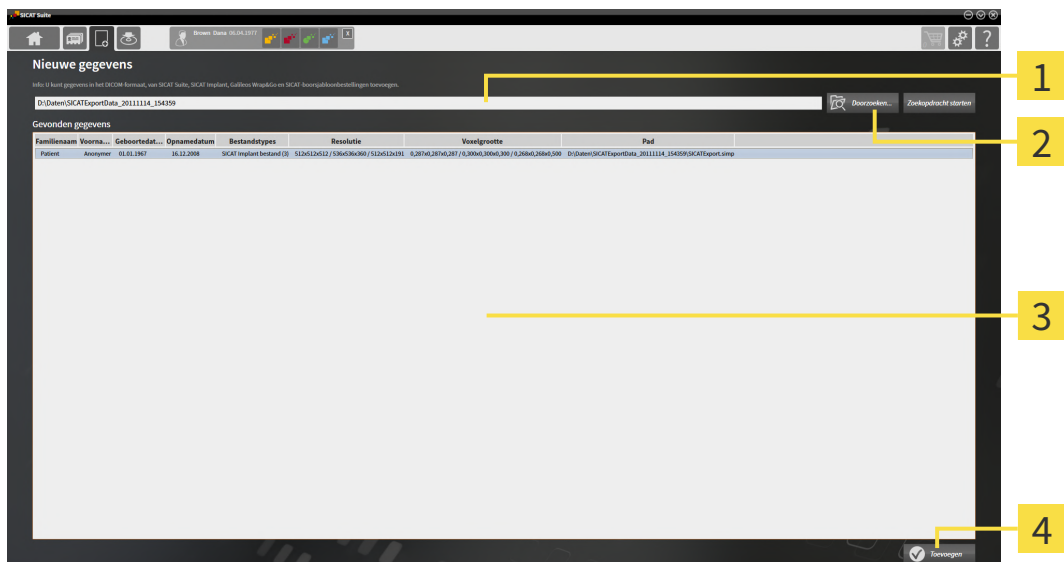 SICAT Suite
Brown Dana 06.04.1977
X
?
Nieuwe gegevens
Info: U kunt gegevens in het DICOM-formaat, van SICAT Suite, SICAT Implant, Galileos Wrap&Go en SICAT-boorsjabloonbestellingen toevoegen.
1
D:\Daten\SICATExportData_20111114_154359
Doorzoeken...
Zoekopdracht starten
Gevonden gegevens
2
Familienaam Voorna... Geboortedat... Opnamedatum Bestandstypes Resolutie Voxelgrootte Pad
Patient Anonymer 01.01.1967 16.12.2008 SICAT Implant bestand (3) 512x512x512 / 536x536x360 / 512x512x191 0,287x0,287x0,287 / 0,300x0,300x0,300 / 0,268x0,268x0,500 D:\Daten\SICATExportData_20111114_154359\SICATExport.simp
3
4
Toevoegen